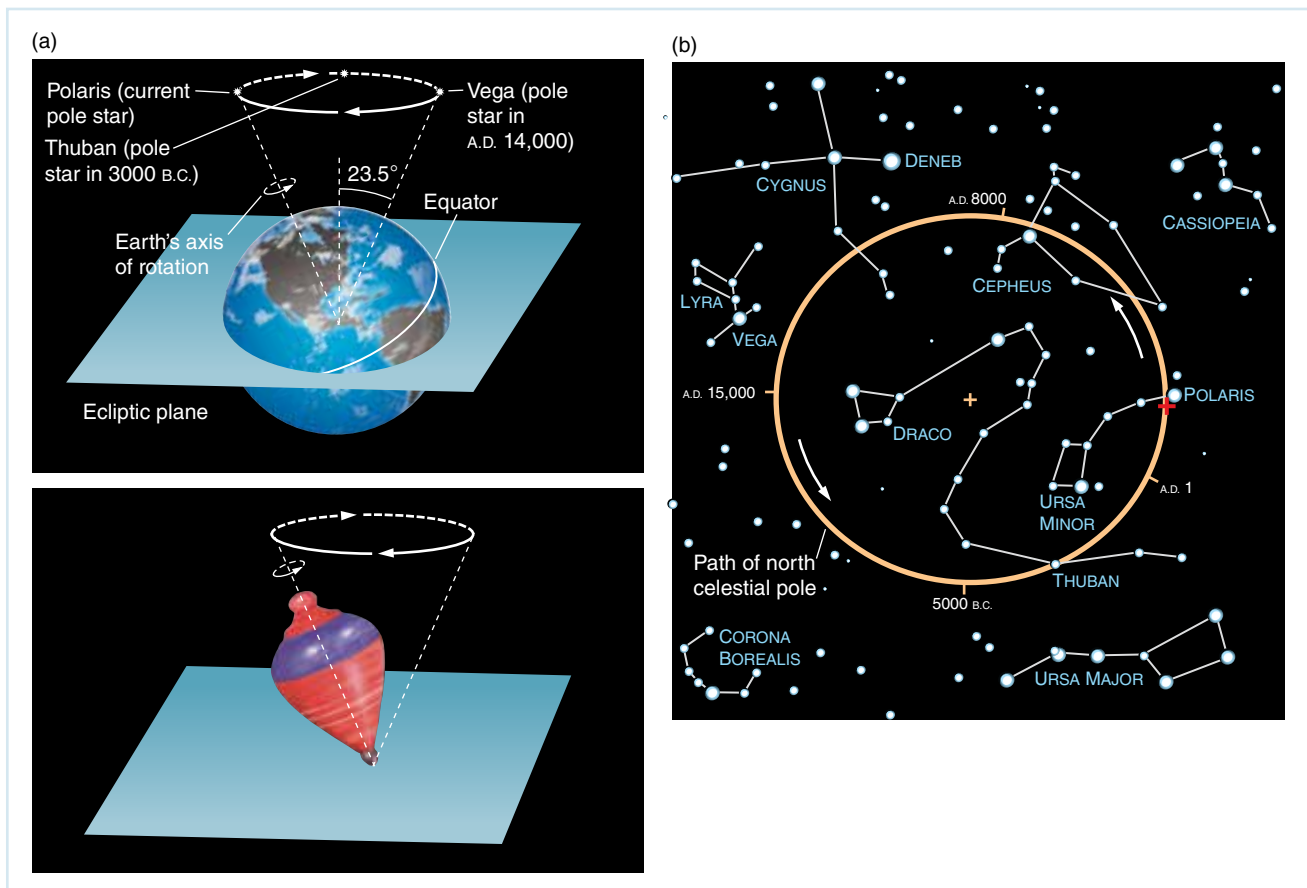 (a)
Polaris (current
pole star)
Thuban (pole
star in 3000 B.C.)
Vega (pole
star in
A.D. 14,000)
23.5°
Equator
Earth's axis
of rotation
Ecliptic plane
(b)
DENEB
CYGNUS
A.D. 8000
CASSIOPEIA
CEPHEUS
LYRA
VEGA
A.D. 15,000
POLARIS
DRACO
A.D. 1
URSA
MINOR
Path of north
celestial pole
THUBAN
5000 B.C.
CORONA
BOREALIS
URSA MAJOR